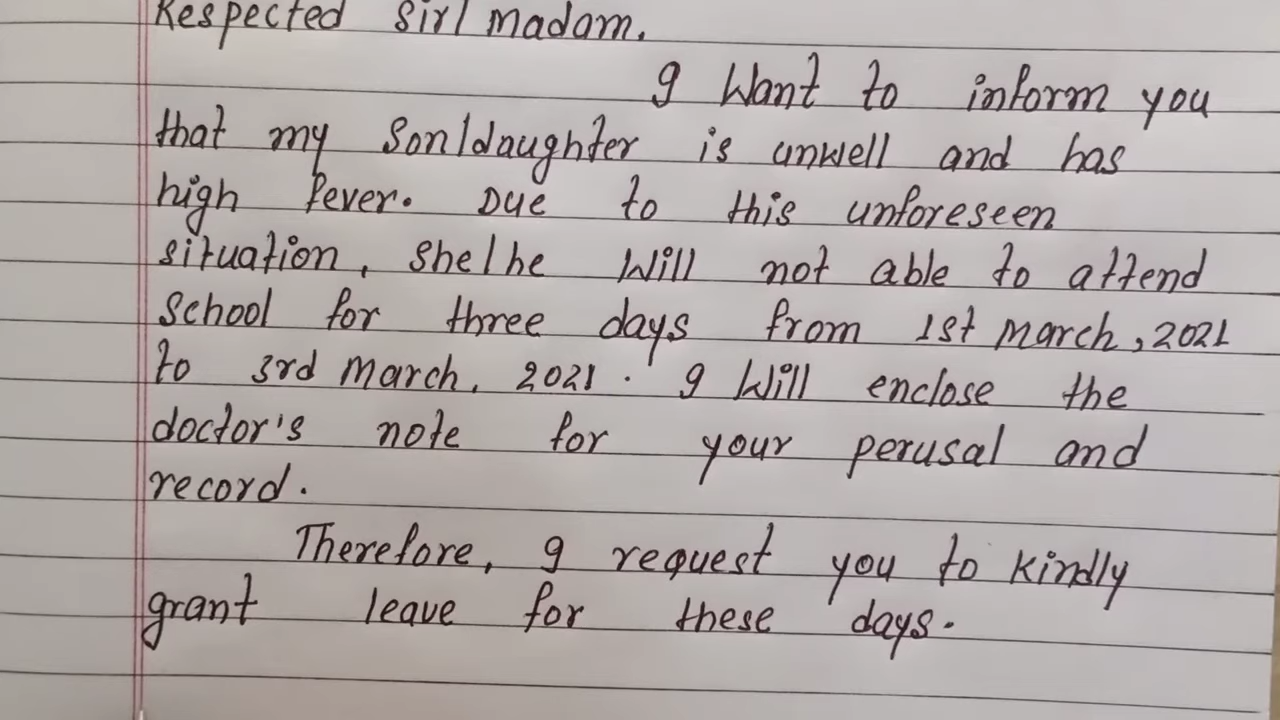 Respected Sir/madam.
I Want to inform you
that my Son/daughter is unwell and has
high fever. Due to this unforeseen
situation, she/he Will not able to attend
School for three days from 1st march, 2021
to 3rd march, 2021. I Will enclose the
doctor's note for your perusal and
record.
Therefore, I request you to kindly
grant leave for these days.